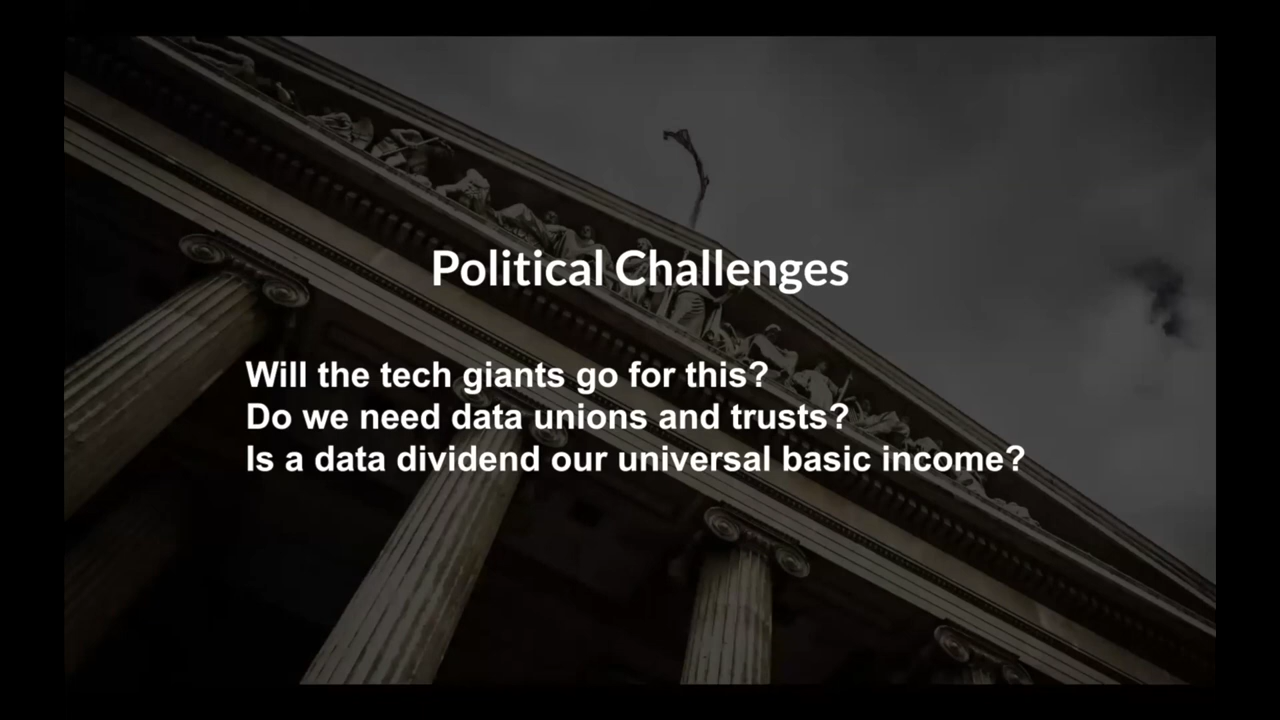 Political Challenges
Will the tech giants go for this?
Do we need data unions and trusts?
Is a data dividend our universal basic income?